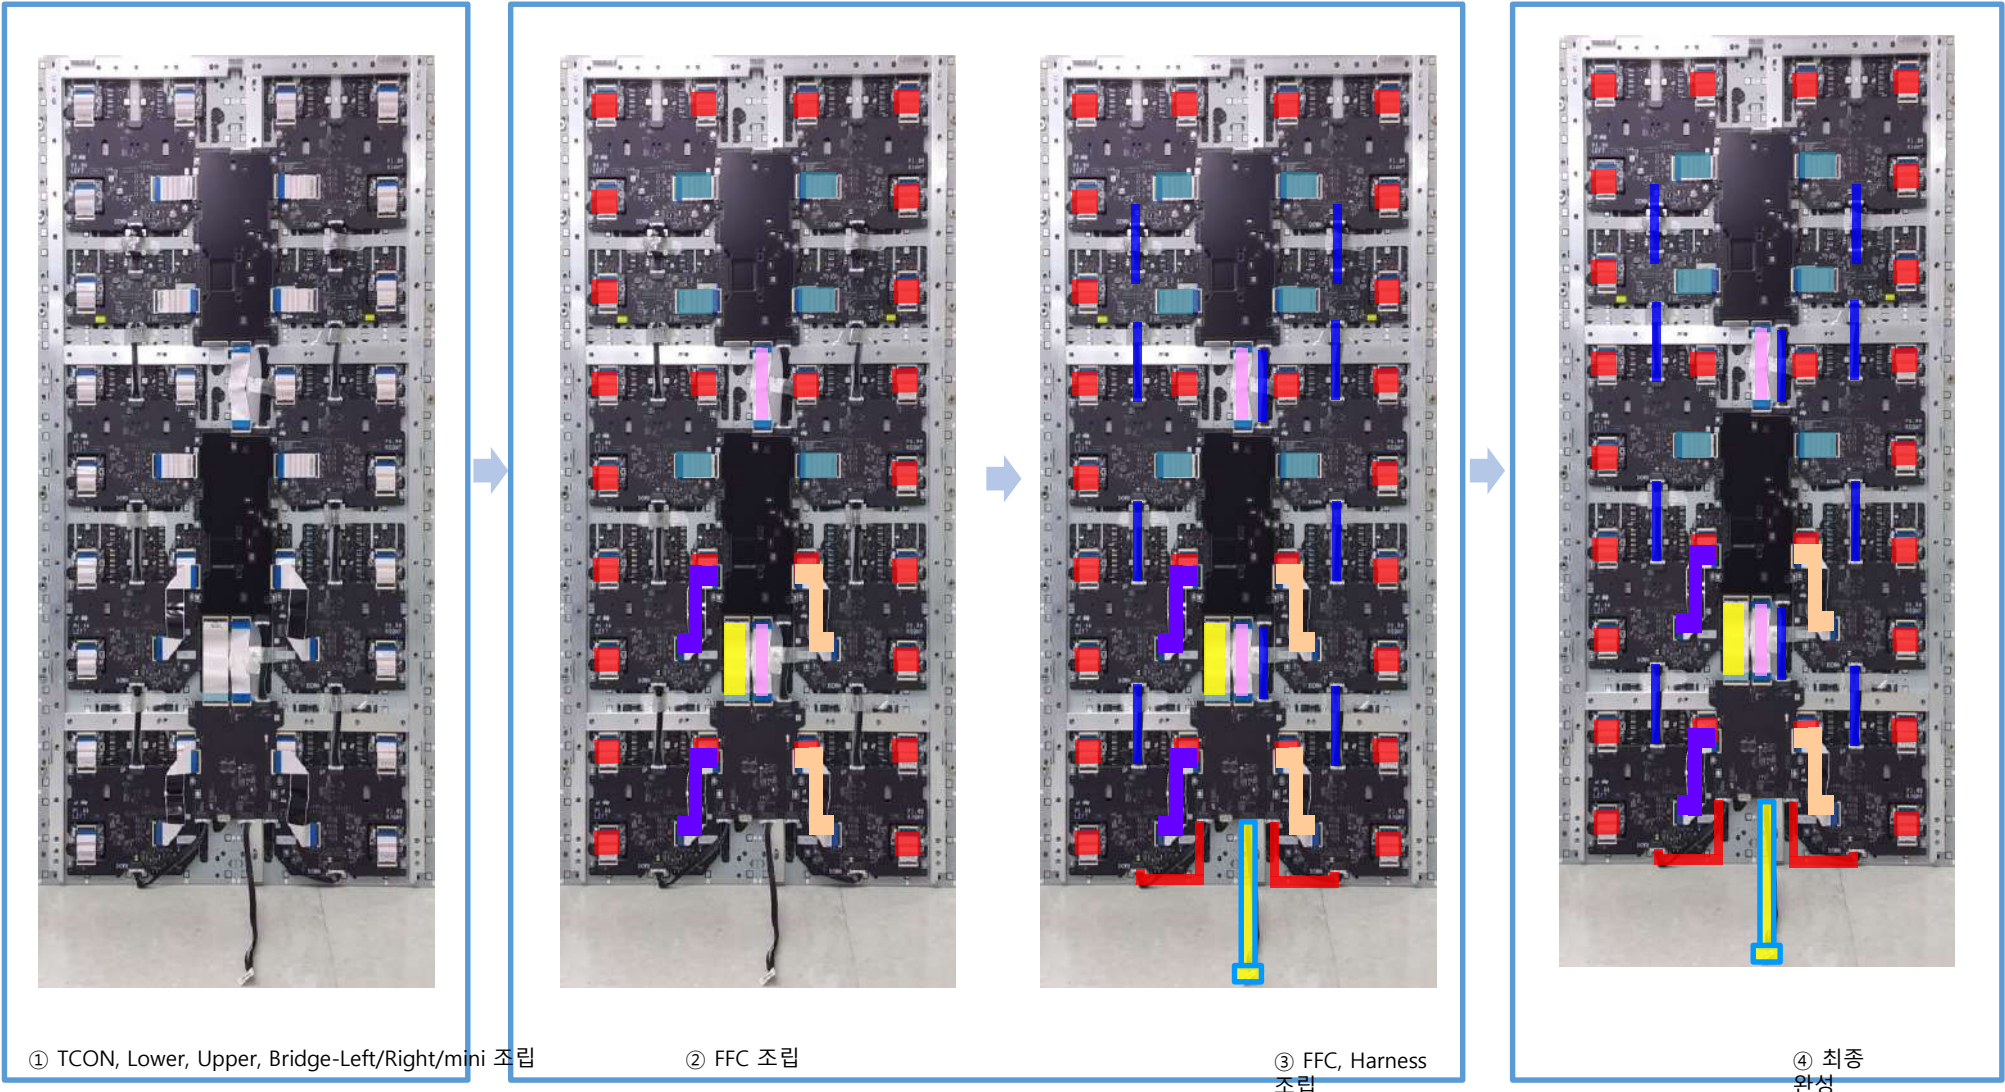 ① TCON, Lower, Upper, Bridge-Left/Right/mini 조립
② FFC 조립
③ FFC, Harness
조립
④ 최종
완성